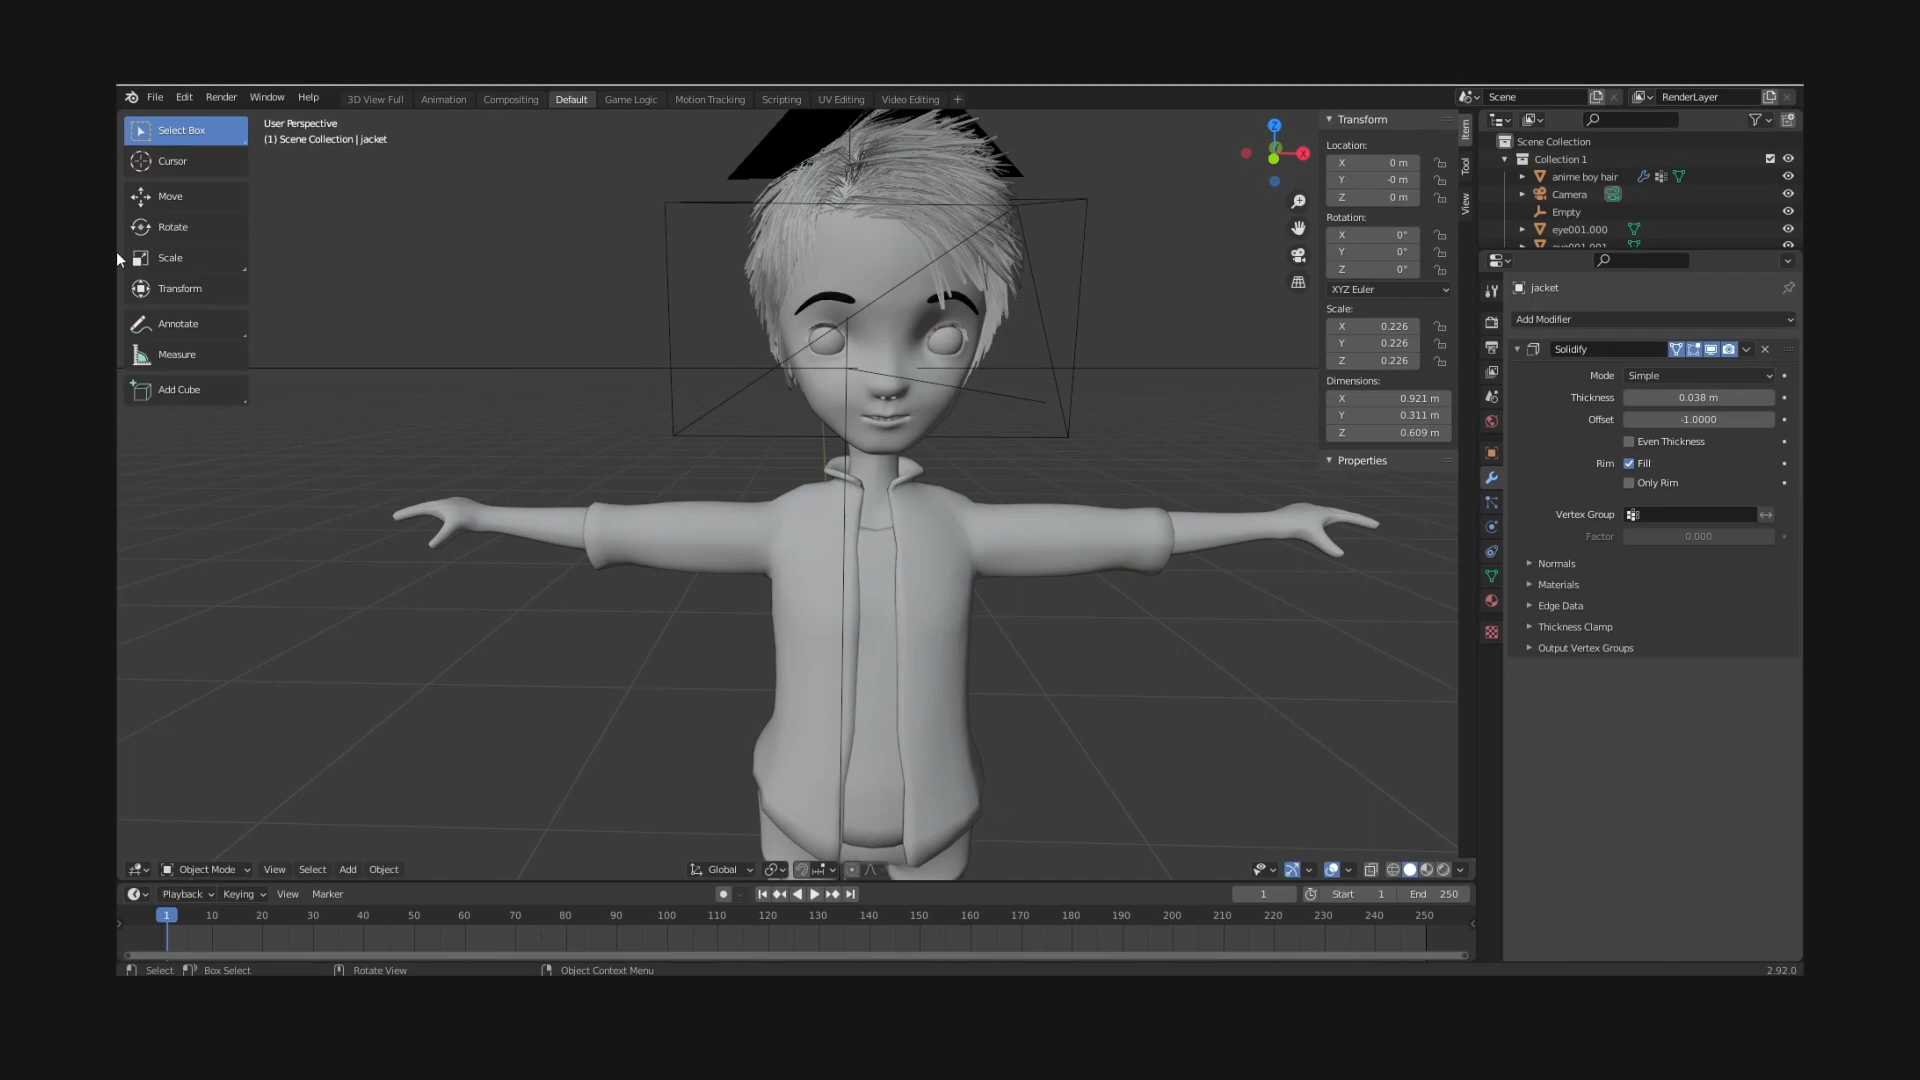 File Edit Render Window Help 3D View Full Animation Compositing Default Game Logic Motion Tracking Scripting UV Editing Video Editing + Scene RenderLayer
Select Box
Cursor
Move
Rotate
Scale
Transform
Annotate
Measure
Add Cube
User Perspective
(1) Scene Collection | jacket
Z
X
Transform
Location:
X 0 m
Y -0 m
Z 0 m
Rotation:
X 0°
Y 0°
Z 0°
XYZ Euler
Scale:
X 0.226
Y 0.226
Z 0.226
Dimensions:
X 0.921 m
Y 0.311 m
Z 0.609 m
Properties
Item
Tool
View
Scene Collection
Collection 1
anime boy hair
Camera
Empty
eye001.000
eye001.001
jacket
Add Modifier
Solidify
Mode Simple
Thickness 0.038 m
Offset -1.0000
Even Thickness
Rim Fill
Only Rim
Vertex Group
Factor 0.000
Normals
Materials
Edge Data
Thickness Clamp
Output Vertex Groups
Object Mode View Select Add Object Global
Playback Keying View Marker 1 Start 1 End 250
1 10 20 30 40 50 60 70 80 90 100 110 120 130 140 150 160 170 180 190 200 210 220 230 240 250
Select Box Select Rotate View Object Context Menu 2.92.0